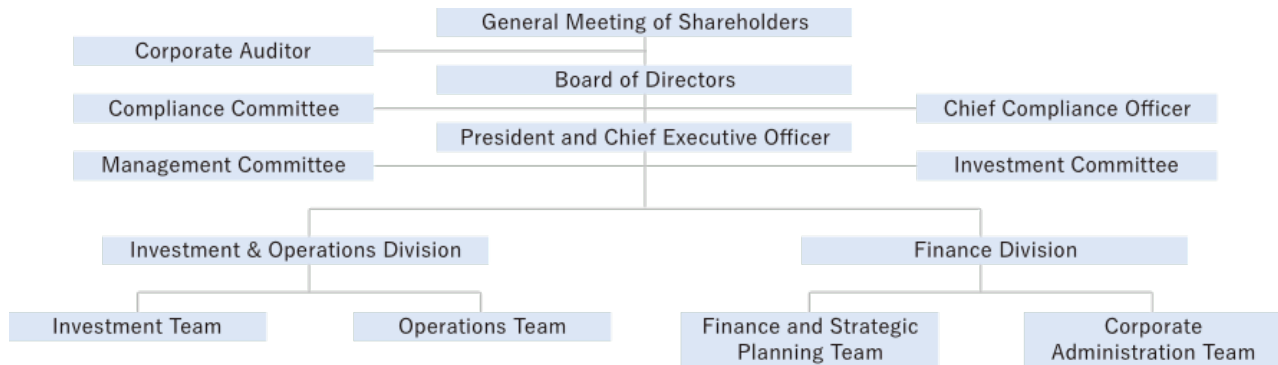 General Meeting of Shareholders
Corporate Auditor
Board of Directors
Compliance Committee
Chief Compliance Officer
President and Chief Executive Officer
Management Committee
Investment Committee
Investment & Operations Division
Finance Division
Investment Team
Operations Team
Finance and Strategic
Planning Team
Corporate
Administration Team